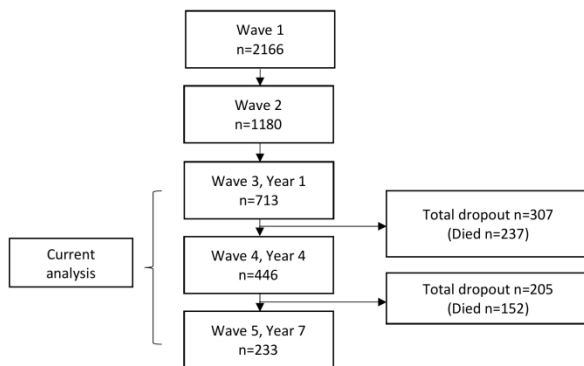 Wave 1
n=2166
Wave 2
n=1180
Wave 3, Year 1
n=713
Total dropout n=307
(Died n=237)
Current
analysis
Wave 4, Year 4
n=446
Total dropout n=205
(Died n=152)
Wave 5, Year 7
n=233